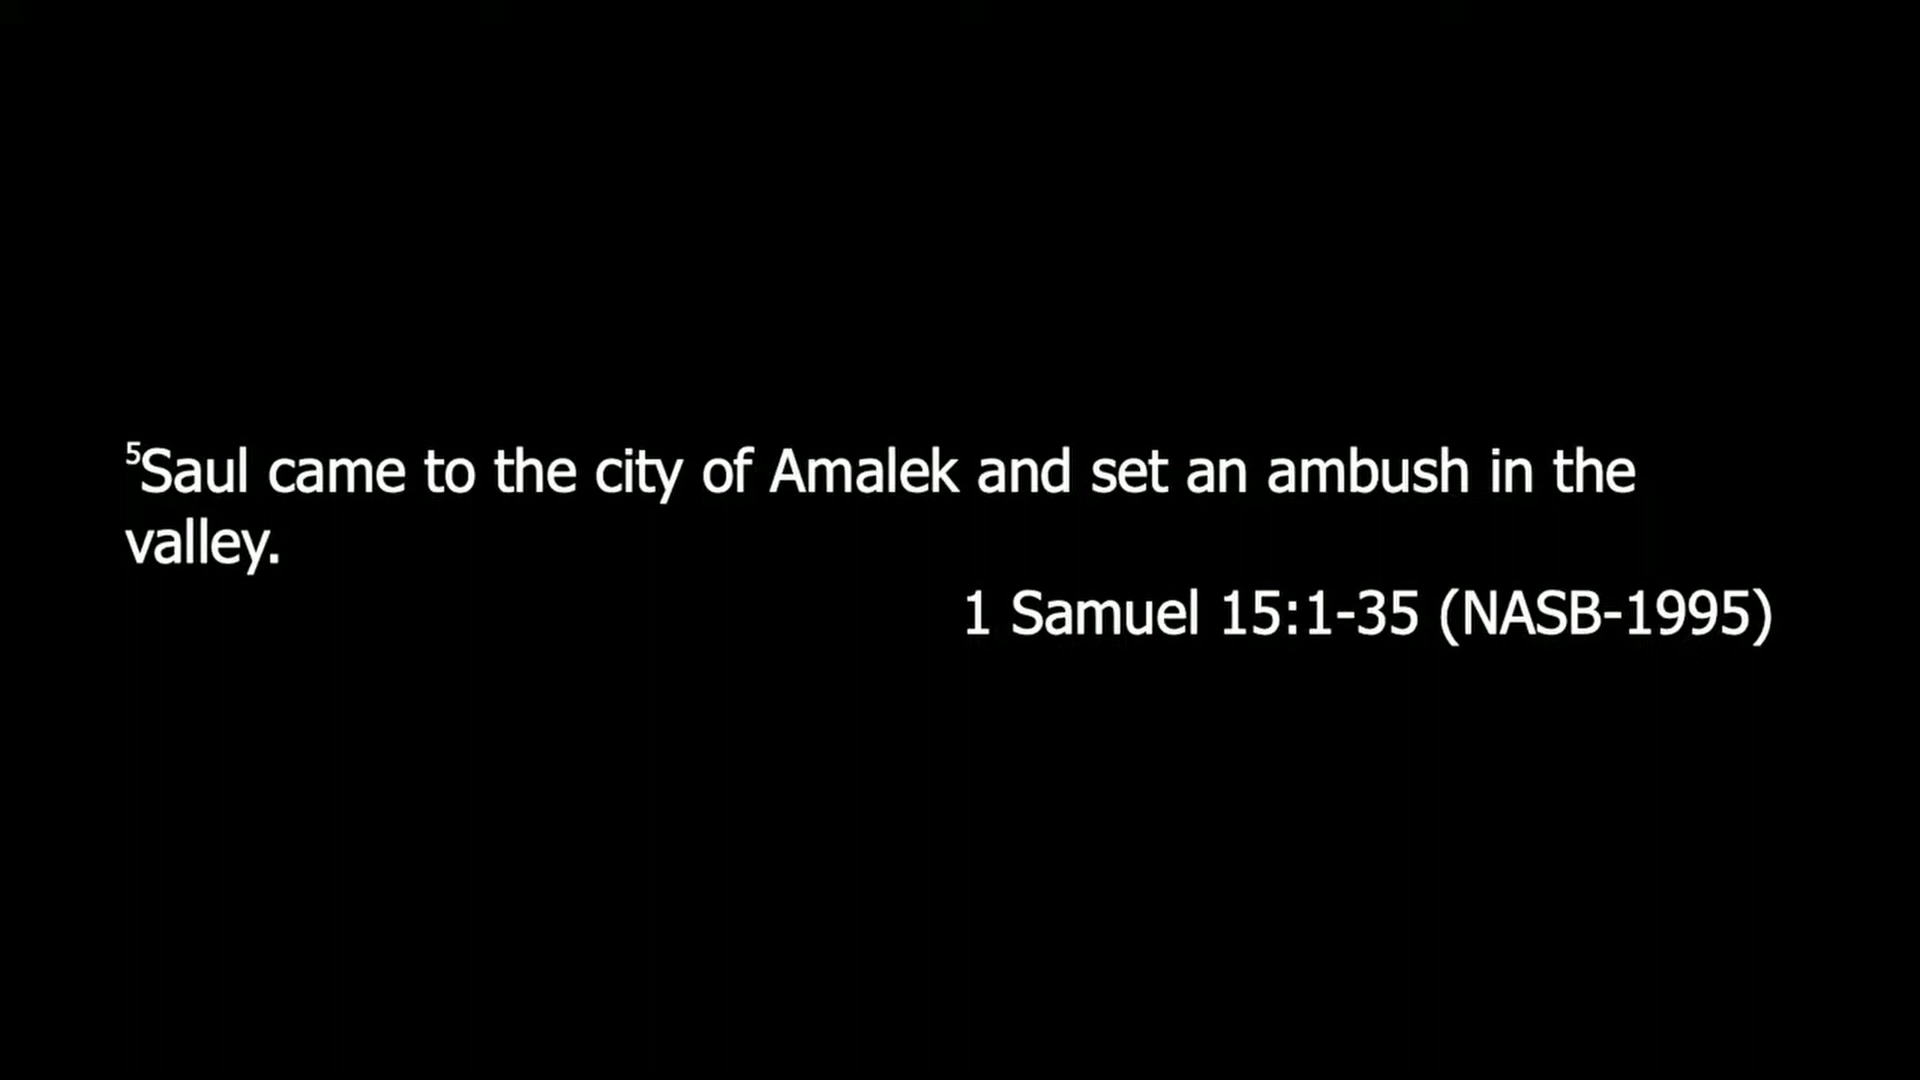 ⁵Saul came to the city of Amalek and set an ambush in the
valley.
1 Samuel 15:1-35 (NASB-1995)